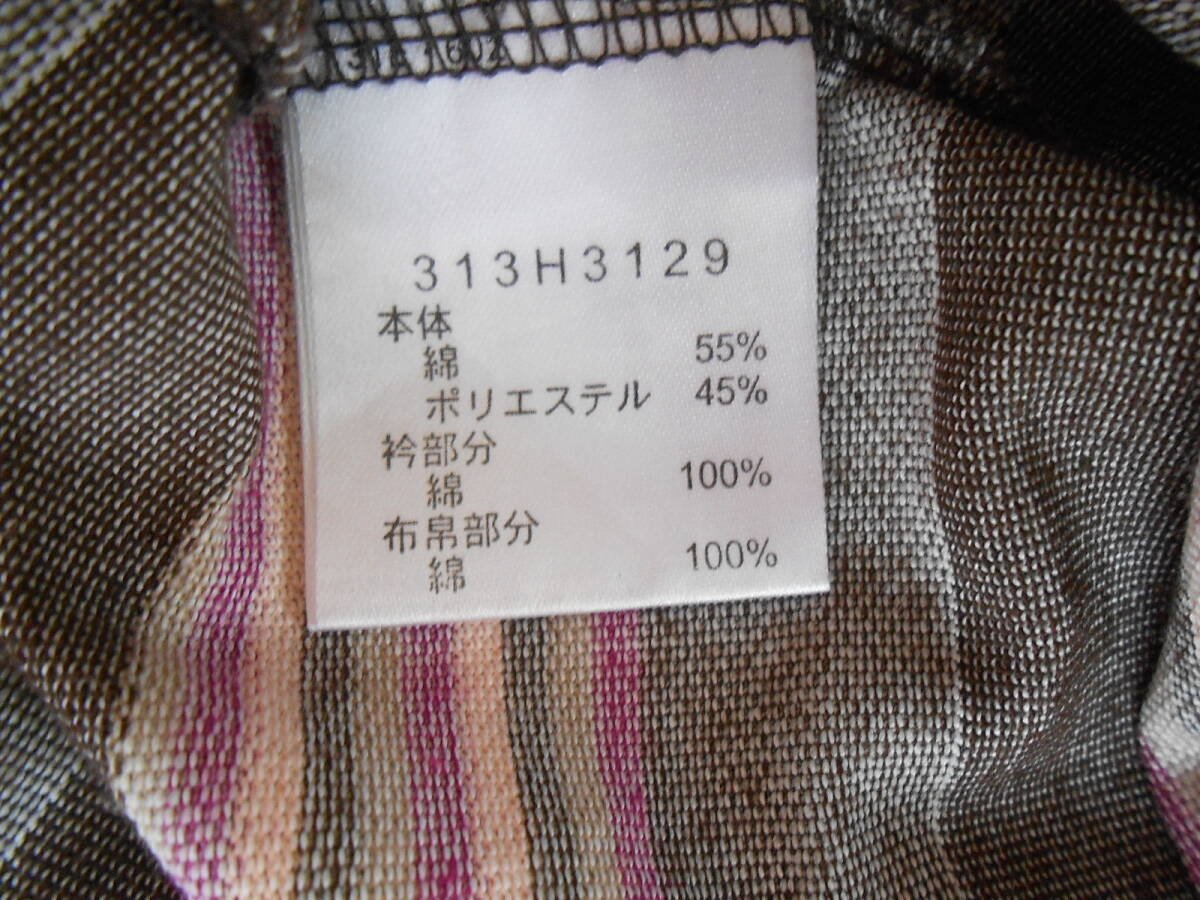 313H3129
本体
綿 55%
ポリエステル 45%
衿部分
綿 100%
布帛部分
綿 100%